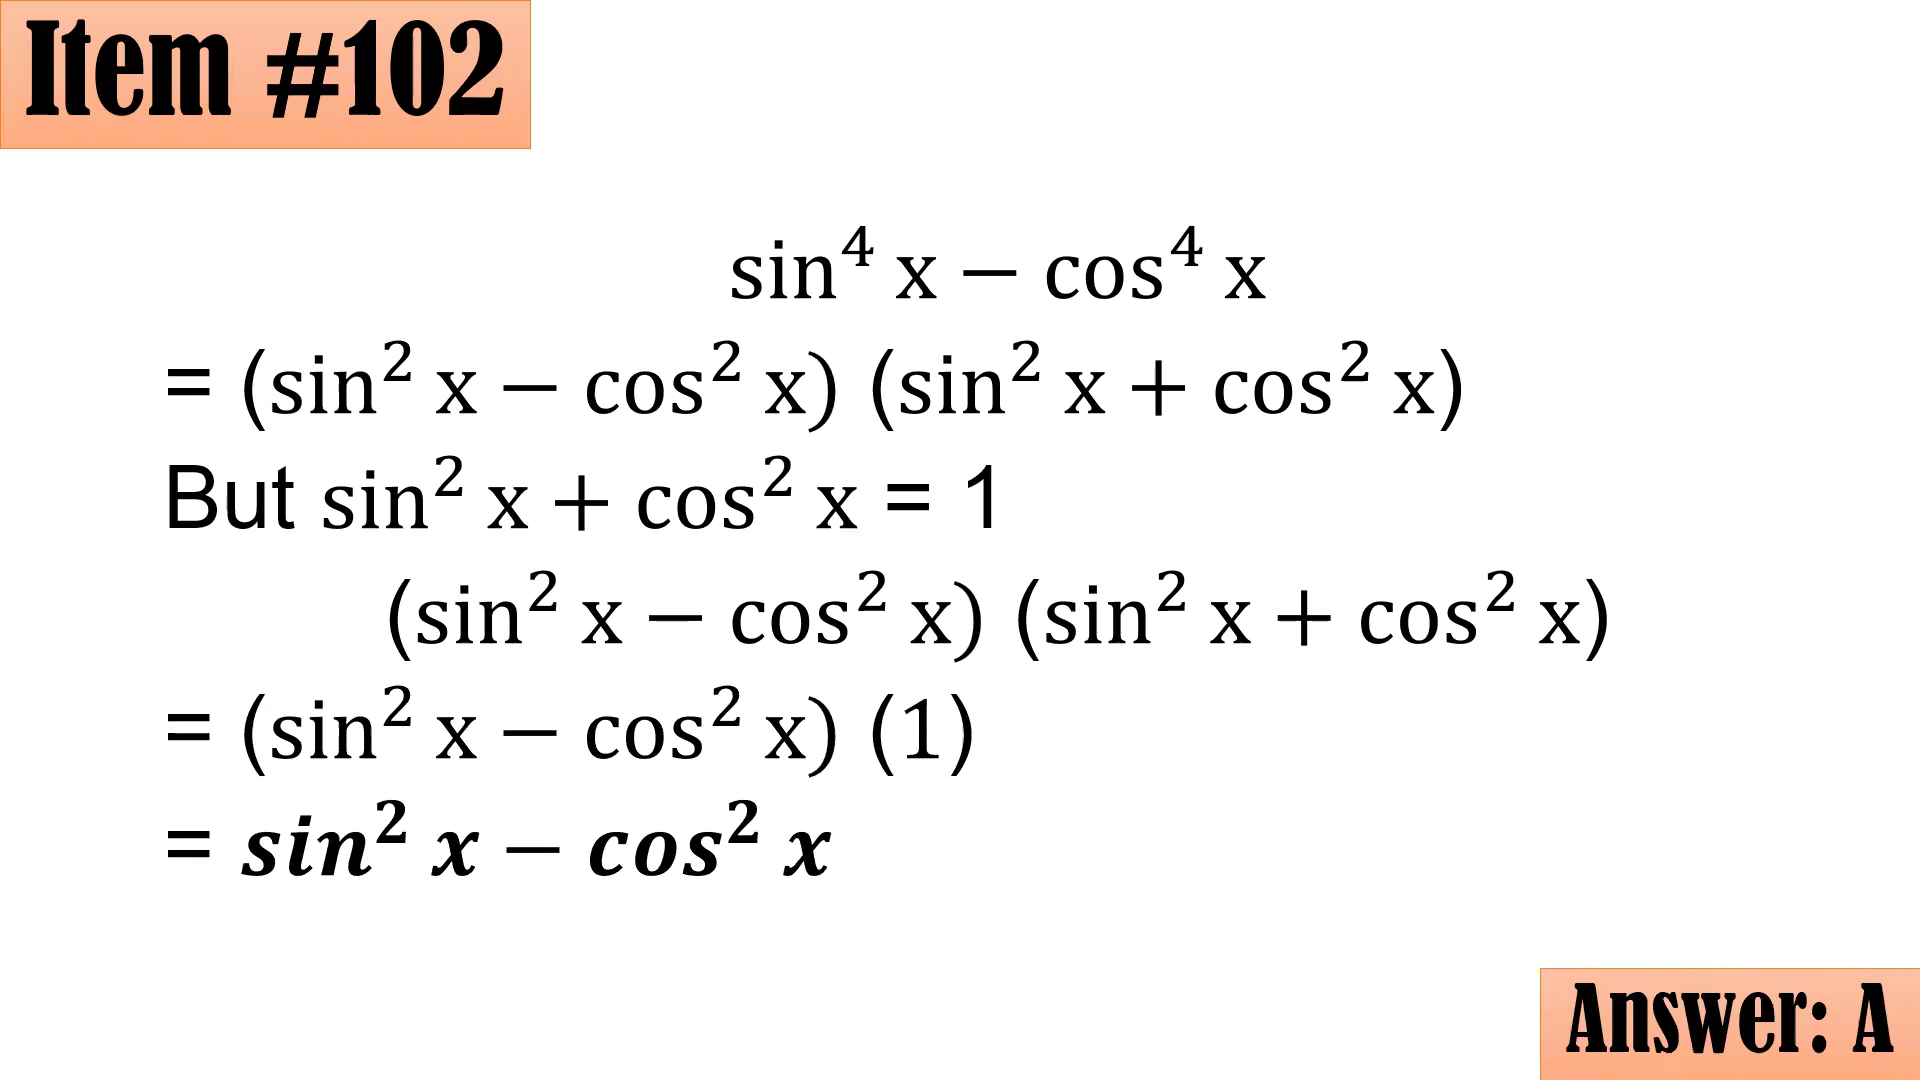 Item #102
sin⁴ x − cos⁴ x
= (sin² x − cos² x) (sin² x + cos² x)
But sin² x + cos² x = 1
(sin² x − cos² x) (sin² x + cos² x)
= (sin² x − cos² x) (1)
= sin² x − cos² x
Answer: A